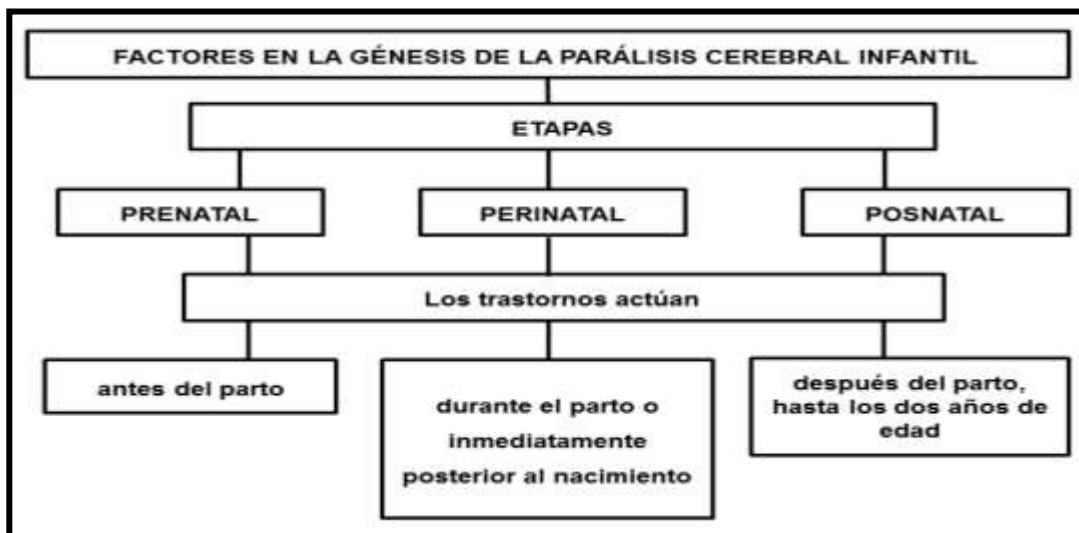 FACTORES EN LA GÉNESIS DE LA PARÁLISIS CEREBRAL INFANTIL
ETAPAS
PRENATAL
PERINATAL
POSNATAL
Los trastornos actúan
antes del parto
durante el parto o
inmediatamente
posterior al nacimiento
después del parto,
hasta los dos años de
edad